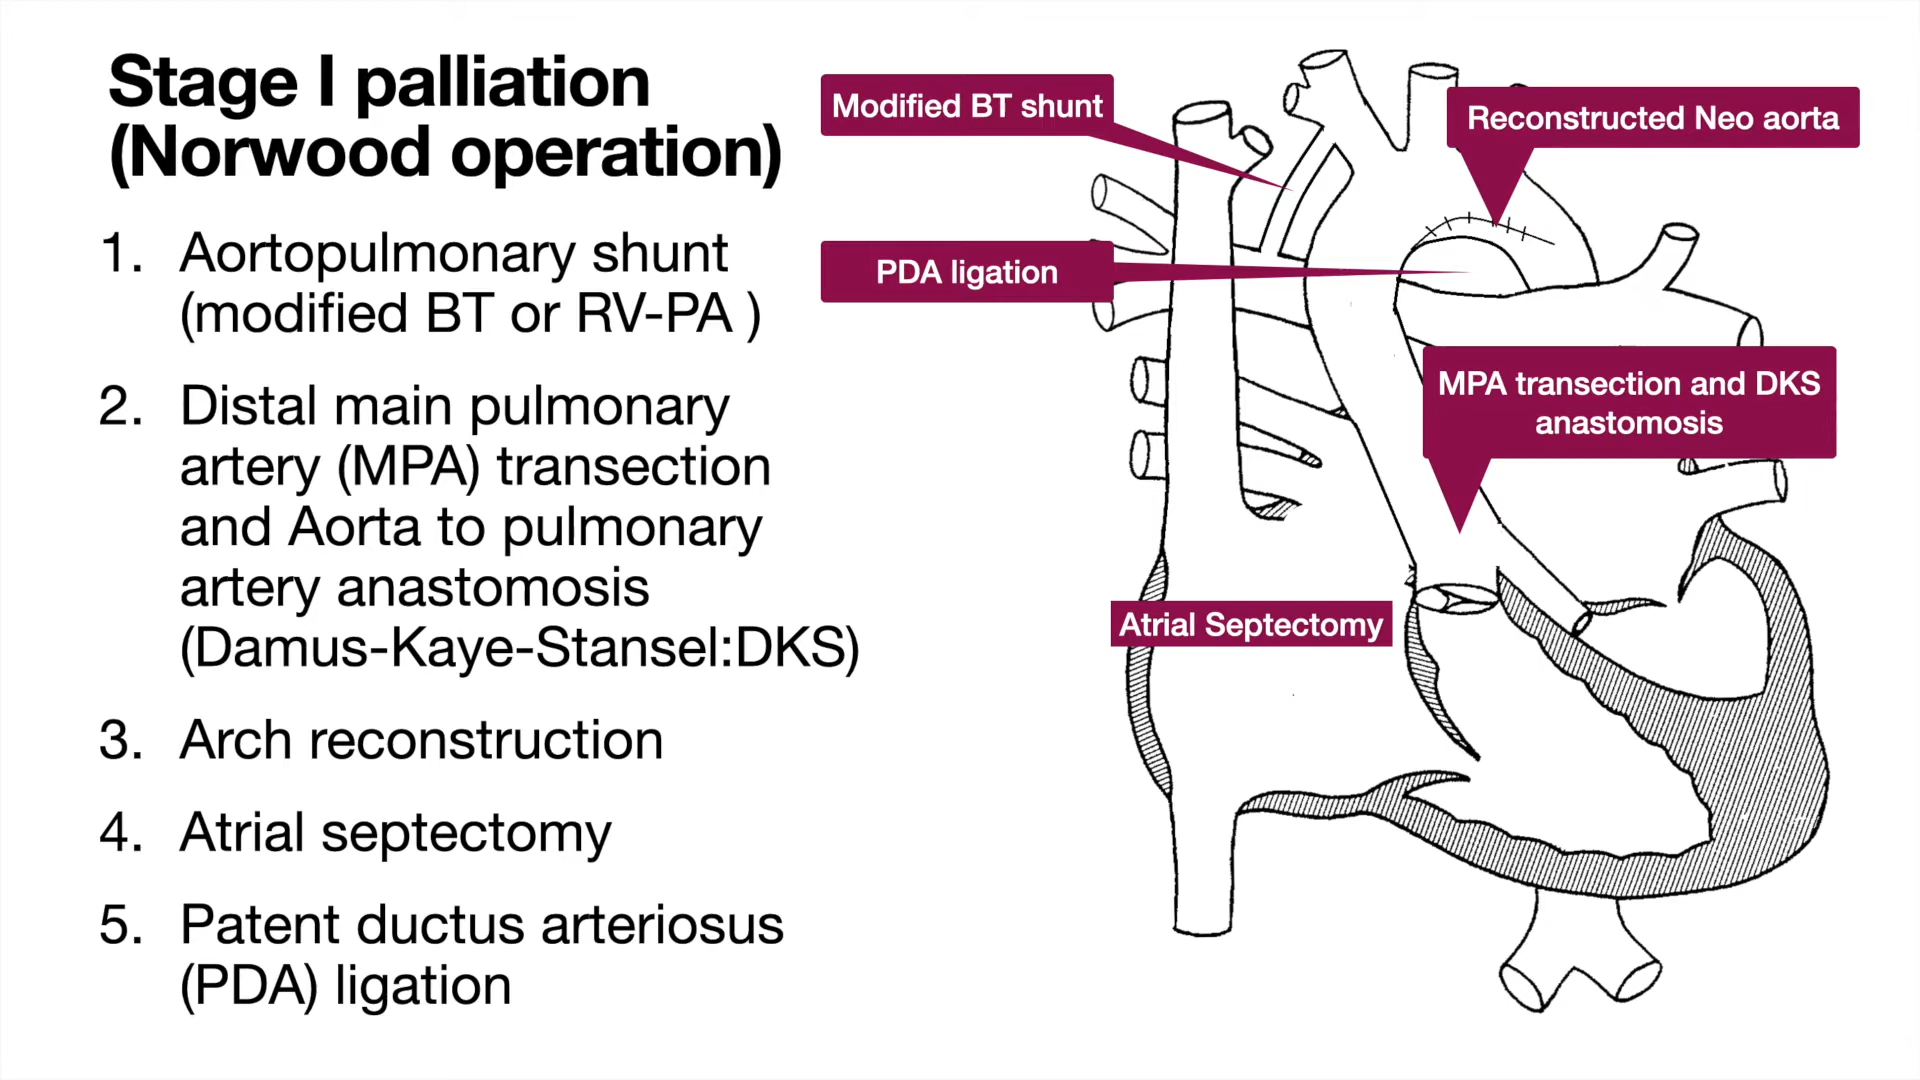 Stage I palliation
(Norwood operation)
1. Aortopulmonary shunt
(modified BT or RV-PA )
2. Distal main pulmonary
artery (MPA) transection
and Aorta to pulmonary
artery anastomosis
(Damus-Kaye-Stansel:DKS)
3. Arch reconstruction
4. Atrial septectomy
5. Patent ductus arteriosus
(PDA) ligation
Modified BT shunt
Reconstructed Neo aorta
PDA ligation
MPA transection and DKS
anastomosis
Atrial Septectomy